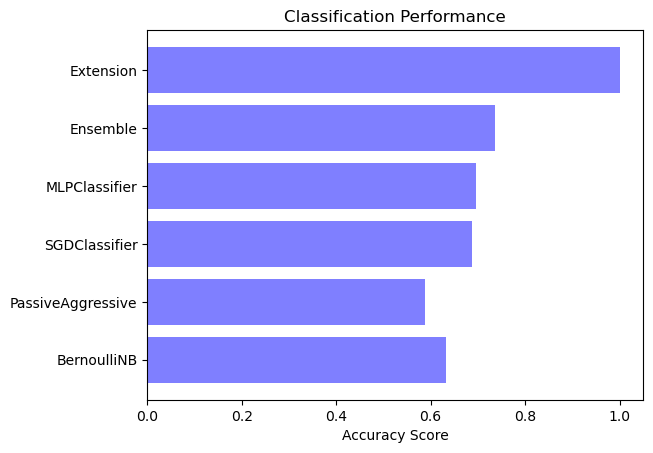 Classification Performance
Extension
Ensemble
MLPClassifier
SGDClassifier
PassiveAggressive
BernoulliNB
0.0 0.2 0.4 0.6 0.8 1.0
Accuracy Score